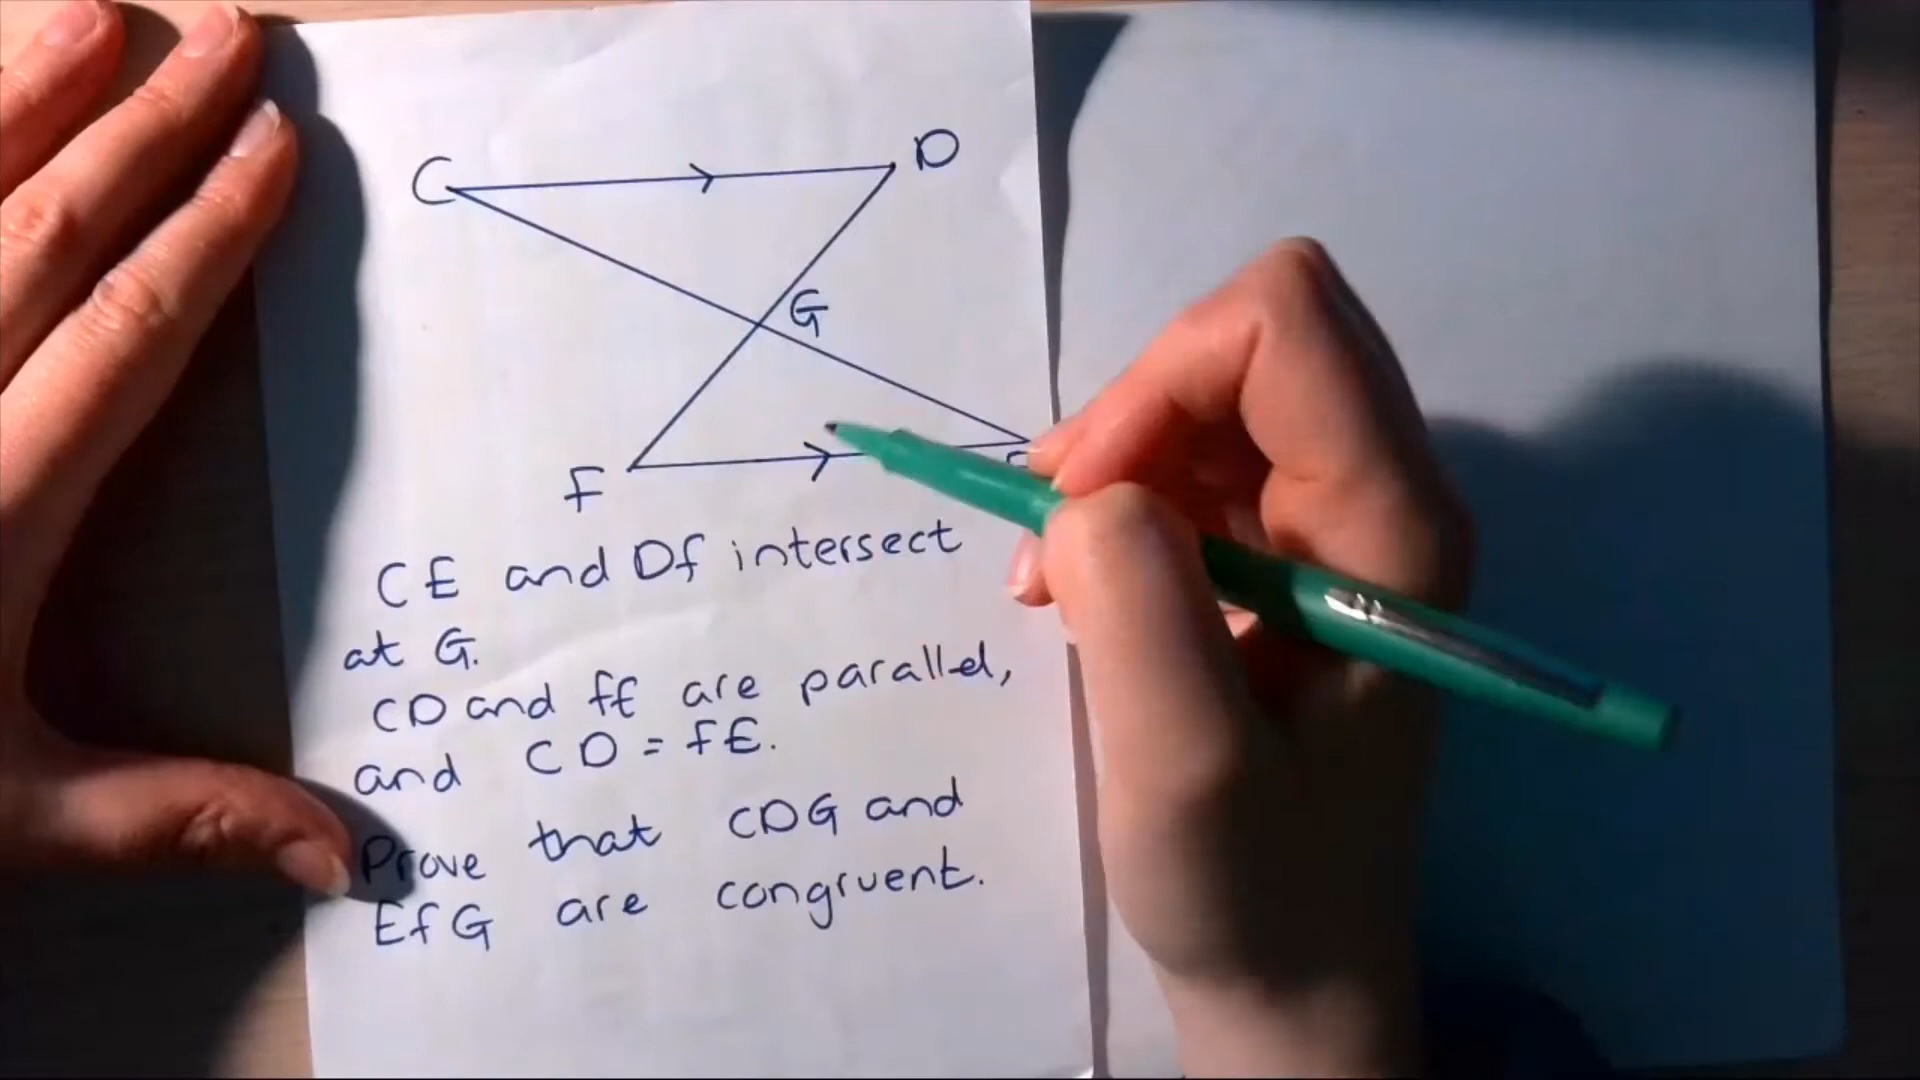 C
D
G
F
CE and Df intersect
at G.
CD and fE are parallel,
and CD = fE.
Prove that CDG and
EfG are congruent.